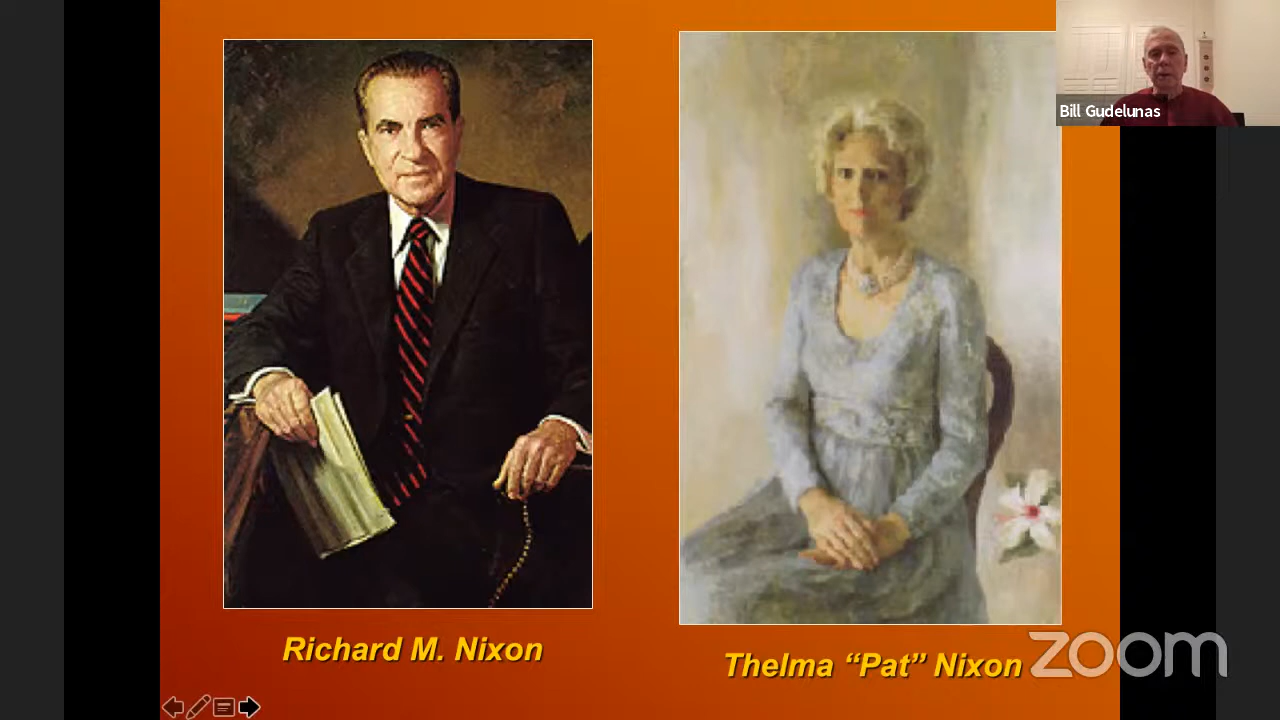 Bill Gudelunas
Richard M. Nixon
Thelma “Pat” Nixon
zoom